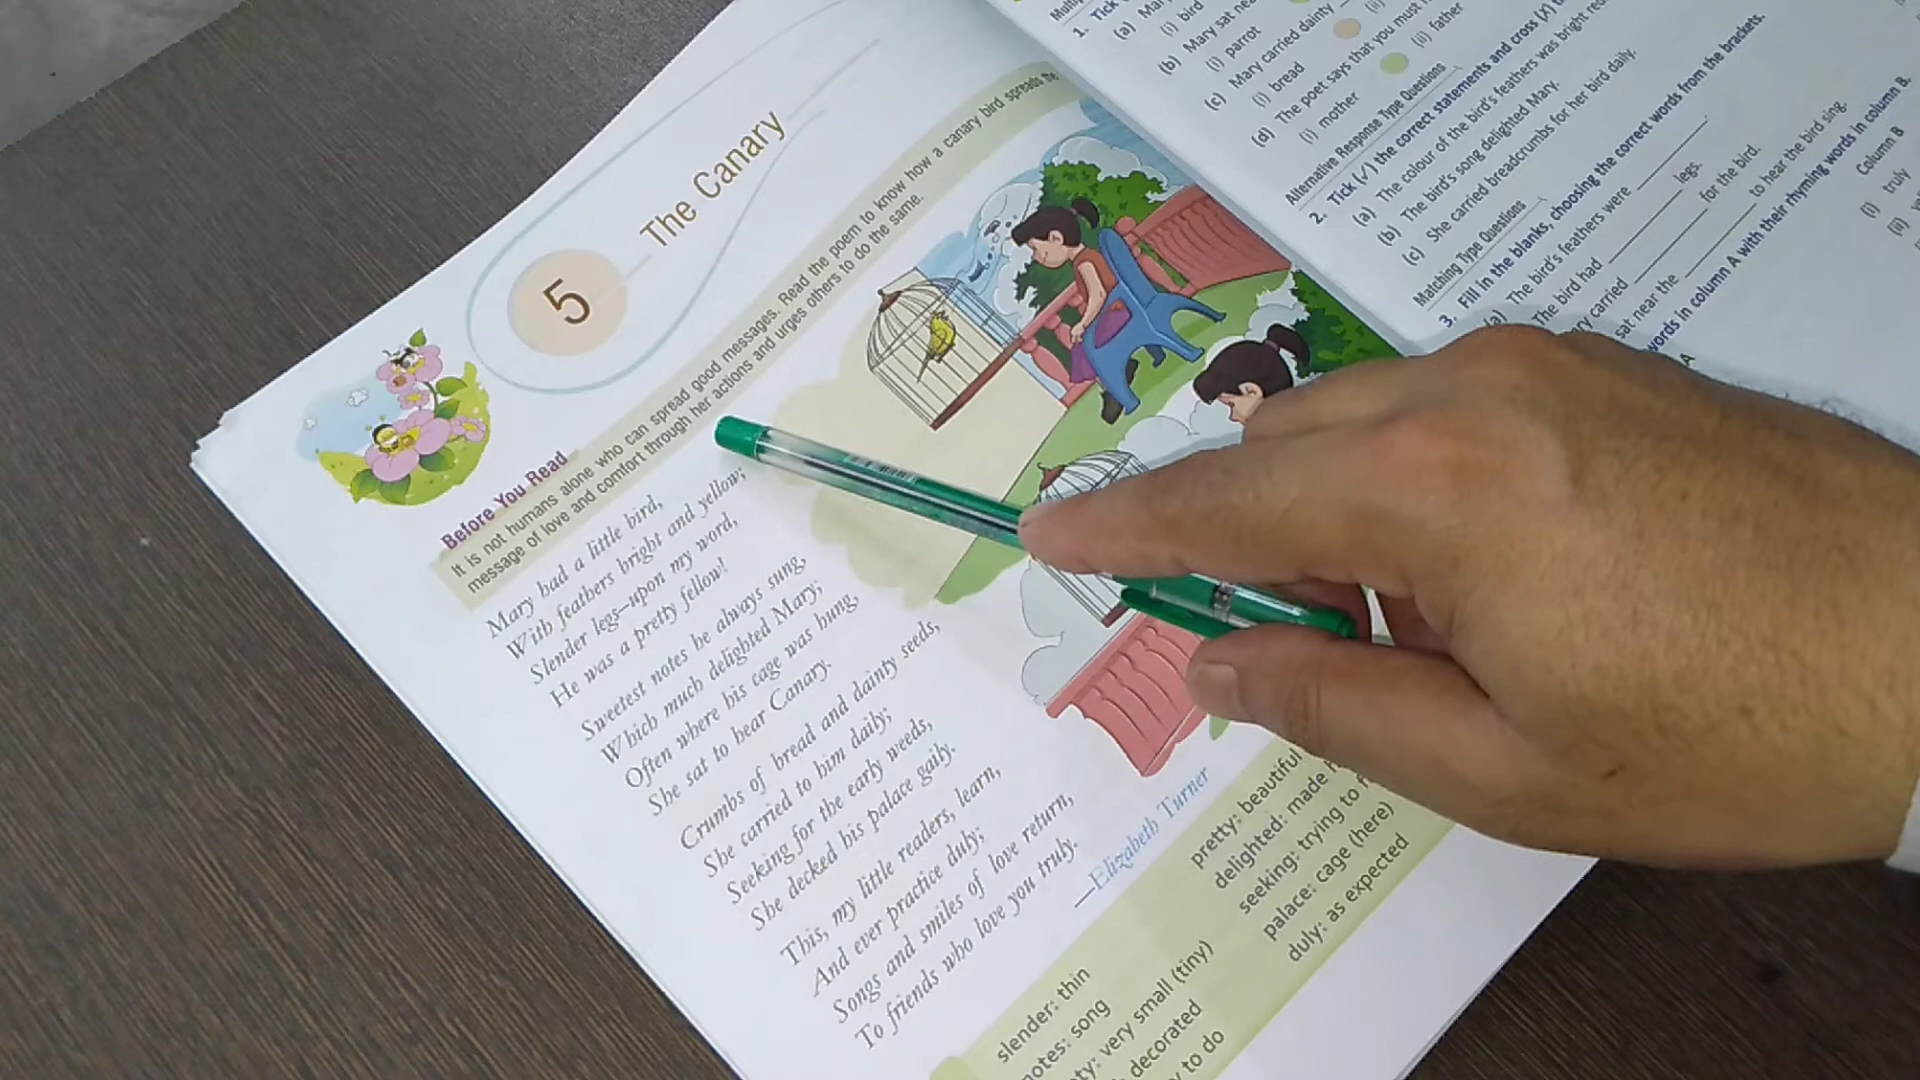 5
The Canary
Before You Read
It is not humans alone who can spread good messages. Read the poem to know how a canary bird spreads the
message of love and comfort through her actions and urges others to do the same.
Mary had a little bird,
With feathers bright and yellow;
Slender legs–upon my word,
He was a pretty fellow!
Sweetest notes he always sung
Which much delighted Mary;
Often where his cage was hung,
She sat to hear Canary.
Crumbs of bread and dainty seeds,
She carried to him daily;
Seeking for the early weeds,
She decked his palace gaily.
This, my little readers, learn,
And ever practice duly;
Songs and smiles of love return,
To friends who love you truly.
—Elizabeth Turner
slender: thin
notes: song
very small (tiny)
decorated
to do
pretty: beautiful
delighted: made
seeking: trying to
palace: cage (here)
duly: as expected
1. Tick
(a)
(i) bird
(b) Mary sat
(i) parrot
(c) Mary carried dainty
(i) bread
(ii)
(d) The poet says that you must
(i) mother
(ii) father
Alternative Response Type Questions
2. Tick (✓) the correct statements and cross (X)
(a) The colour of the bird's feathers was bright
(b) The bird's song delighted Mary.
(c) She carried breadcrumbs for her bird daily.
Matching Type Questions
3. Fill in the blanks, choosing the correct words from the brackets.
(a) The bird's feathers were
The bird had legs.
carried for the bird.
sat near the to hear the bird sing.
words in column A with their rhyming words in column B.
A
Column B
(i) truly
(ii)